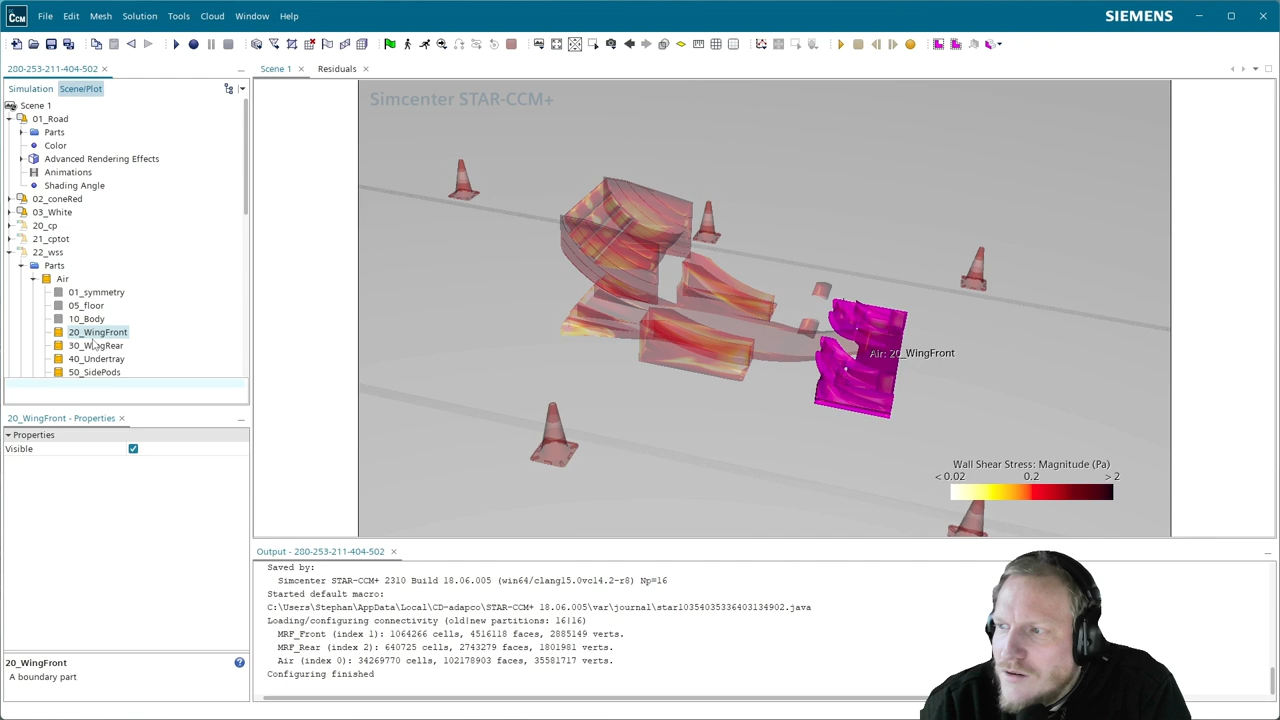 CCM
File Edit Mesh Solution Tools Cloud Window Help
SIEMENS
280-253-211-404-502
Scene 1 Residuals
Simulation Scene/Plot
Scene 1
01_Road
Parts
Color
Advanced Rendering Effects
Animations
Shading Angle
02_coneRed
03_White
20_cp
21_cptot
22_wss
Parts
Air
01_symmetry
05_floor
10_Body
20_WingFront
30_WingRear
40_Undertray
50_SidePods
Simcenter STAR-CCM+
Air: 20_WingFront
Wall Shear Stress: Magnitude (Pa)
< 0.02 0.2 > 2
20_WingFront - Properties
Properties
Visible
20_WingFront
A boundary part
Output - 280-253-211-404-502
Saved by:
Simcenter STAR-CCM+ 2310 Build 18.06.005 (win64/clang15.0vc14.2-r8) Np=16
Started default macro:
C:\Users\Stephan\AppData\Local\CD-adapco\STAR-CCM+ 18.06.005\var\journal\star10354035336403134902.java
Loading/configuring connectivity (old|new partitions: 16|16)
MRF_Front (index 1): 1064266 cells, 4516118 faces, 2885149 verts.
MRF_Rear (index 2): 640725 cells, 2743279 faces, 1801981 verts.
Air (index 0): 34269770 cells, 102178903 faces, 35581717 verts.
Configuring finished